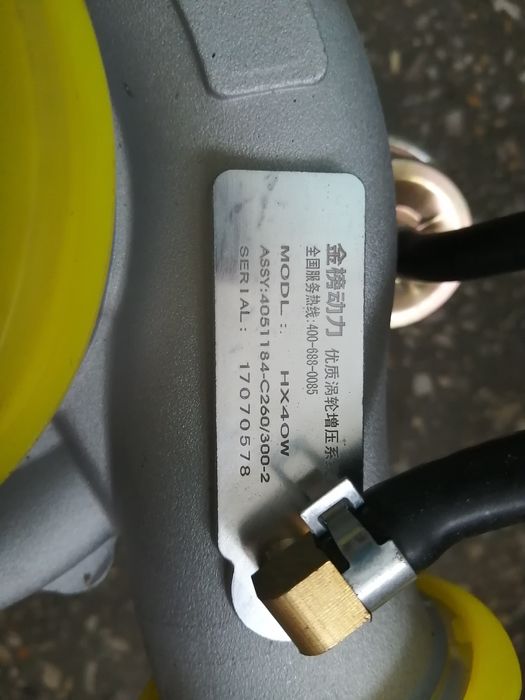 金榜动力 优质涡轮增压系
全国服务热线:400-688-0085
MODL: HX40W
ASSY:4051184-C260/300-2
SERIAL: 17070578